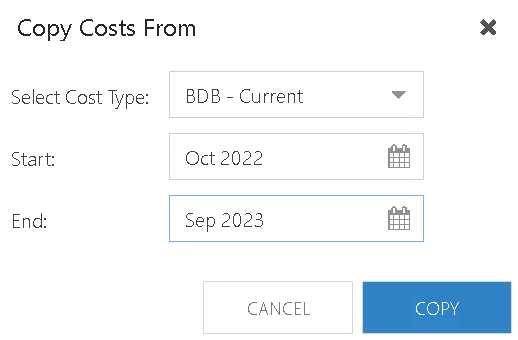 Copy Costs From
Select Cost Type: BDB - Current
Start: Oct 2022
End: Sep 2023
CANCEL COPY